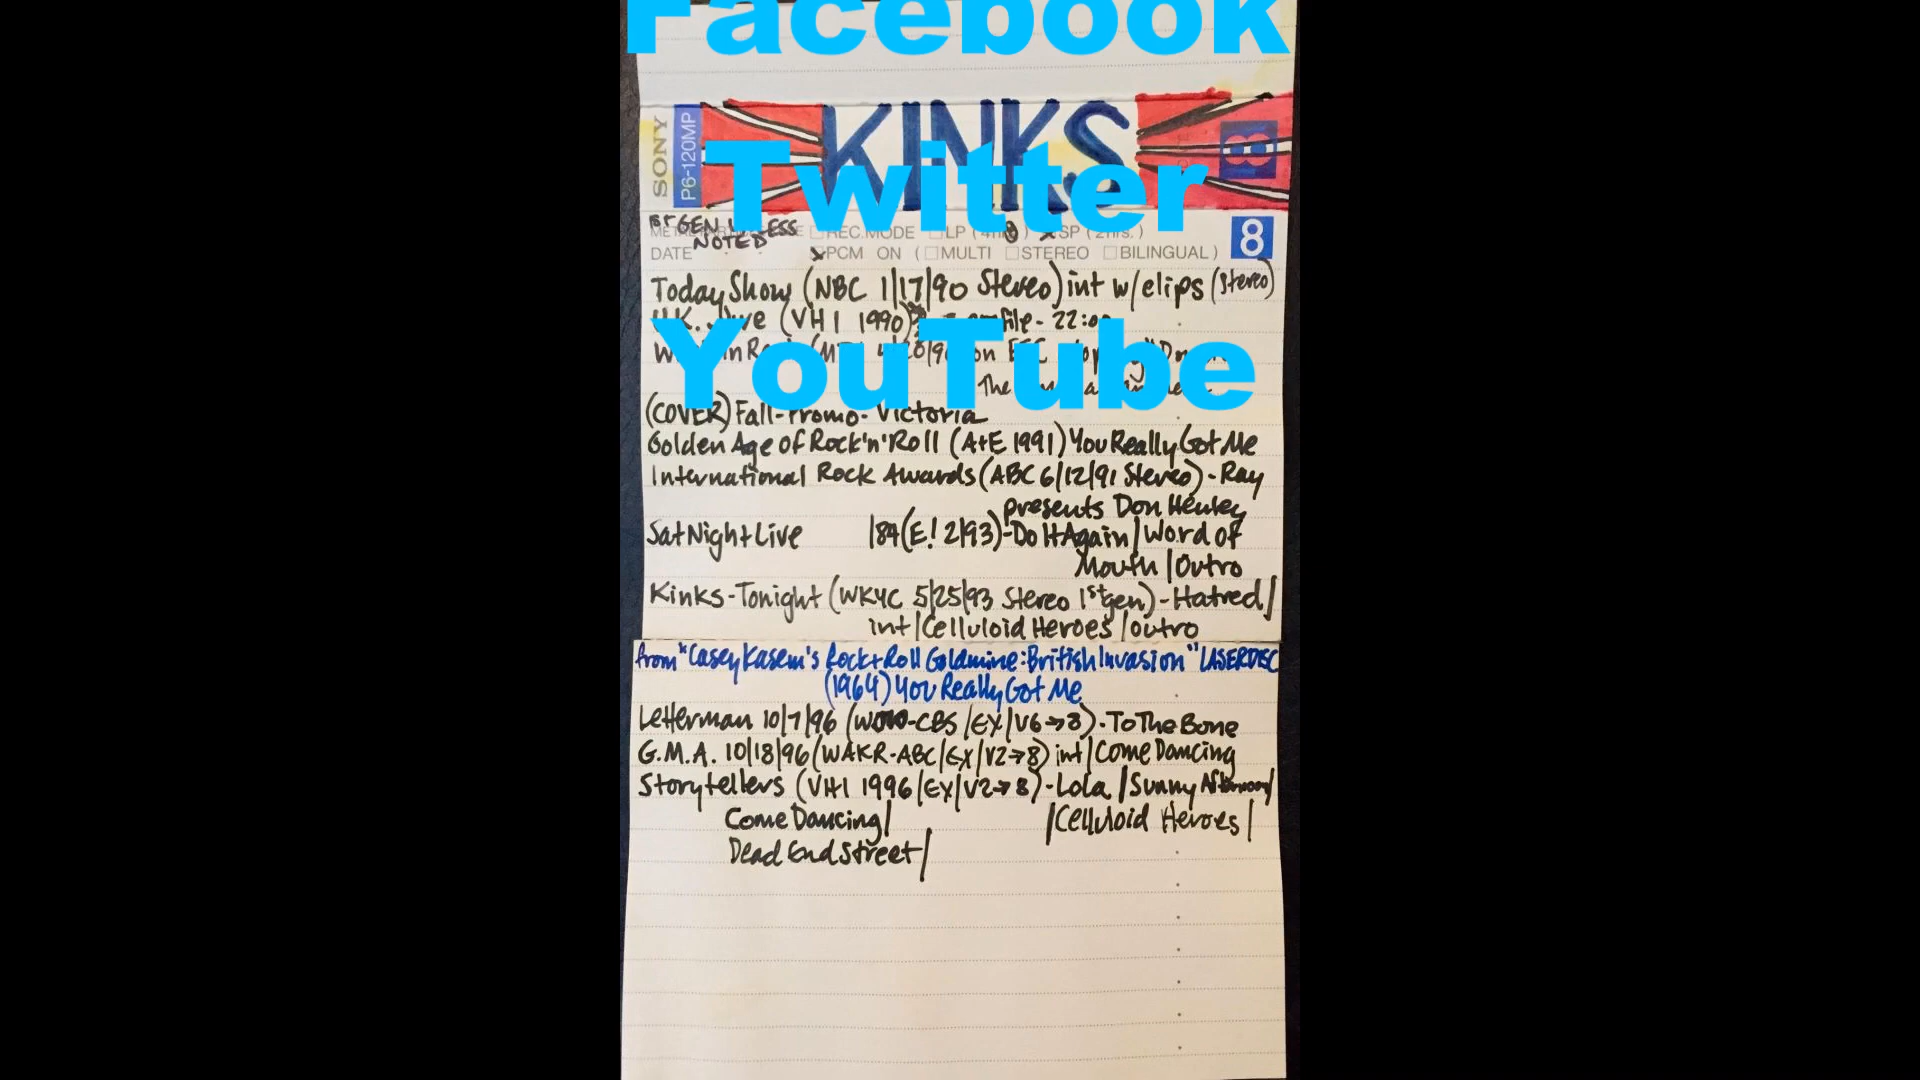 Facebook
KINKS
SONY
P6-120MP
Twitter
1st GEN
NOTED
REC.MODE LP SP (2hrs.)
DATE PCM ON (MULTI STEREO BILINGUAL)
8
Today Show (NBC 1/17/90 Stereo) int w/clips (stereo)
(VH1 1990) - 22:00
YouTube
The
(COVER) Fall-Promo-Victoria
Golden Age of Rock'n'Roll (A+E 1991) You Really Got Me
International Rock Awards (ABC 6/12/91 Stereo) - Ray
presents Don Henley
Sat Night Live /84 (E! 2/93) - Do It Again / Word of
Mouth / Outro
Kinks-Tonight (WKYC 5/25/93 Stereo 1st gen) - Hatred /
int / Celluloid Heroes / outro
from "Casey Kasem's Rock+Roll Goldmine: British Invasion" LASERDISC
(1964) You Really Got Me
Letterman 10/7/96 (-CBS/EX/V6→8) - To The Bone
G.M.A. 10/18/96 (WAKR-ABC/EX/V2→8) int / Come Dancing
Storytellers (VH1 1996/EX/V2→8) - Lola / Sunny Afternoon /
Come Dancing / / Celluloid Heroes /
Dead End Street /